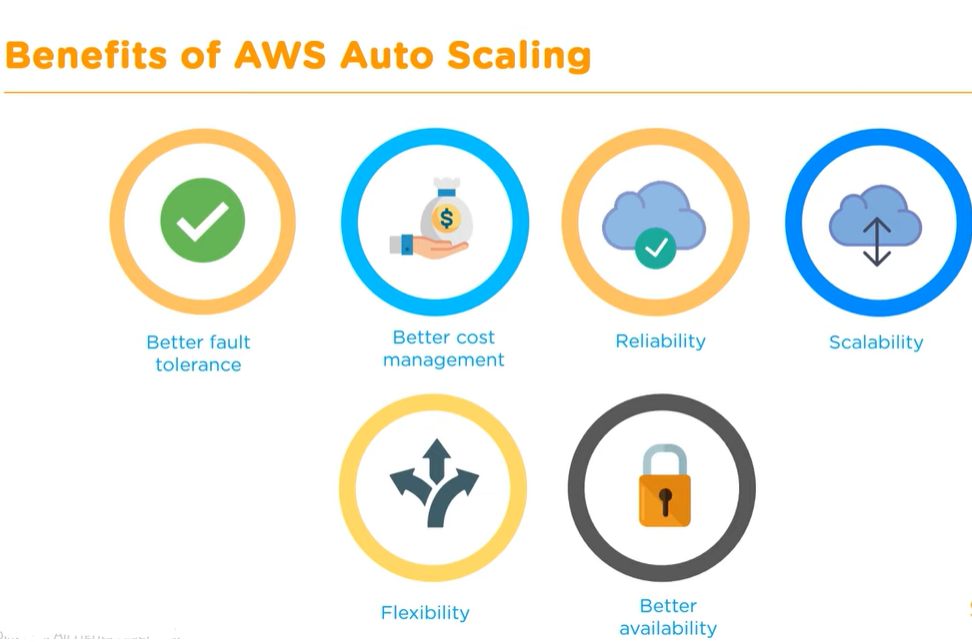 Benefits of AWS Auto Scaling
$
Better fault
tolerance
Better cost
management
Reliability
Scalability
Flexibility
Better
availability